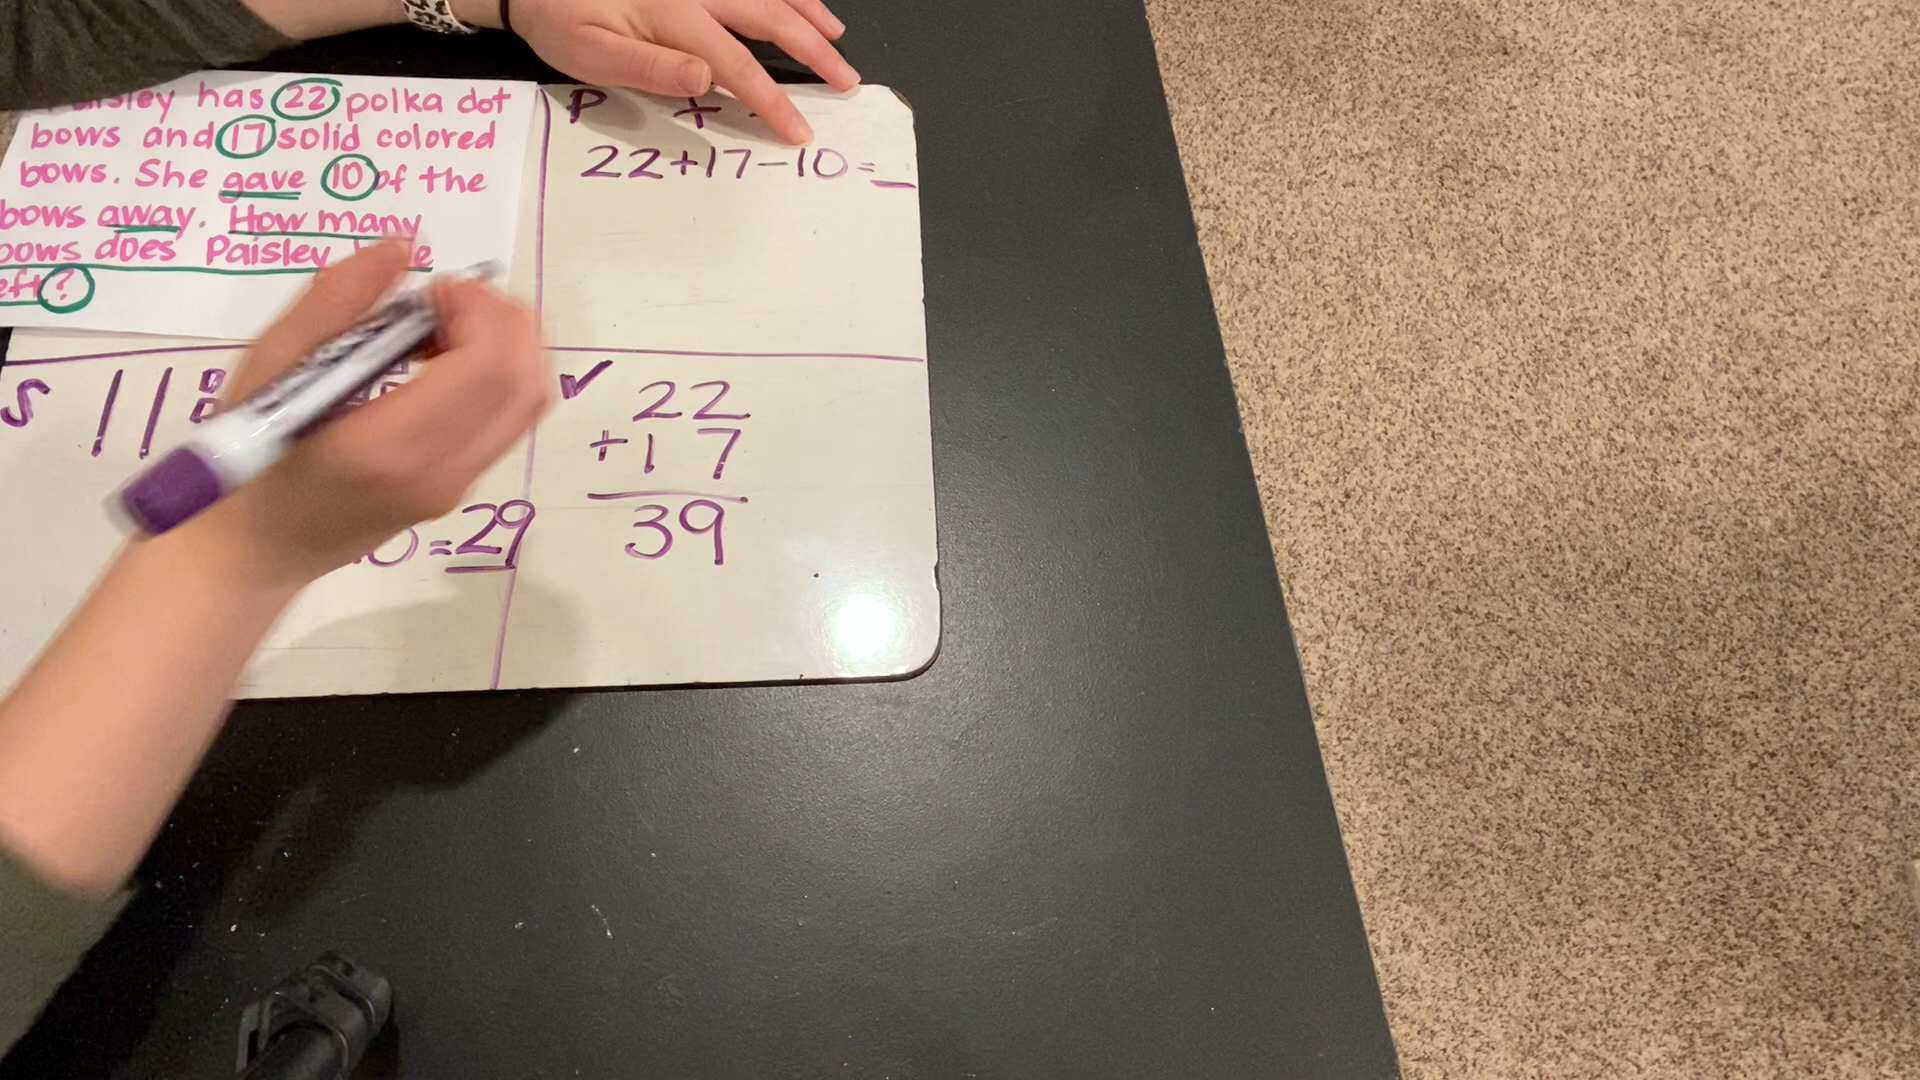 has 22 polka dot
bows and 17 solid colored
bows. She gave 10 of the
bows away. How many
bows does Paisley
?
P +
22+17-10=_
S
=29
✓ 22
+17
39